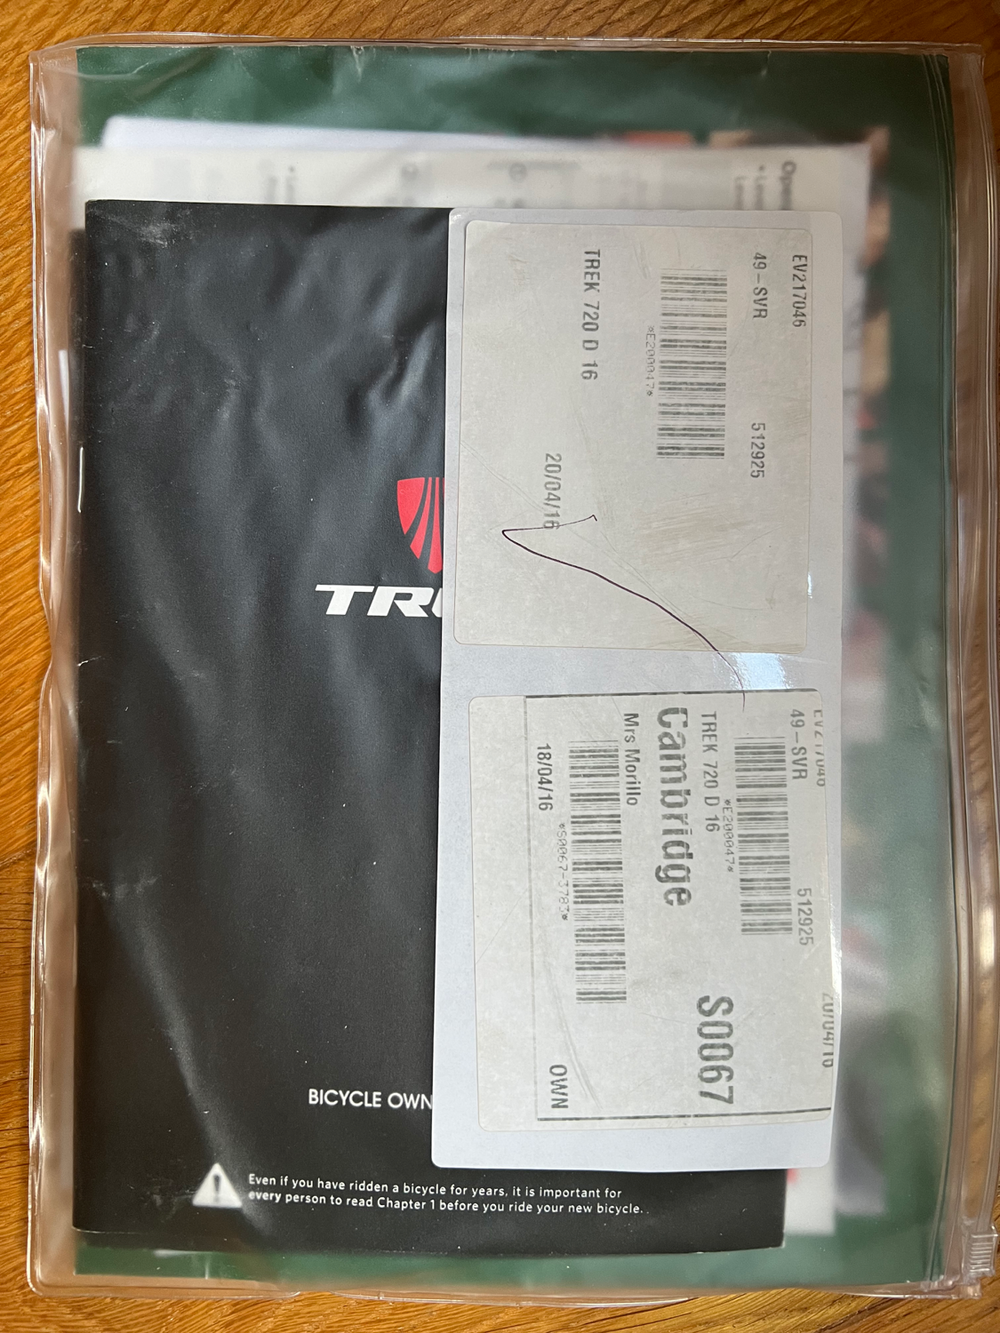 EV217046
49-SVR
512925
*E200047*
TREK 720 D 16
20/04/16
49-SVR
512925
*E200047*
TREK 720 D 16
Cambridge
S0067
Mrs Morillo
*S0067-3783*
18/04/16
OWN
BICYCLE OWN
Even if you have ridden a bicycle for years, it is important for
every person to read Chapter 1 before you ride your new bicycle.